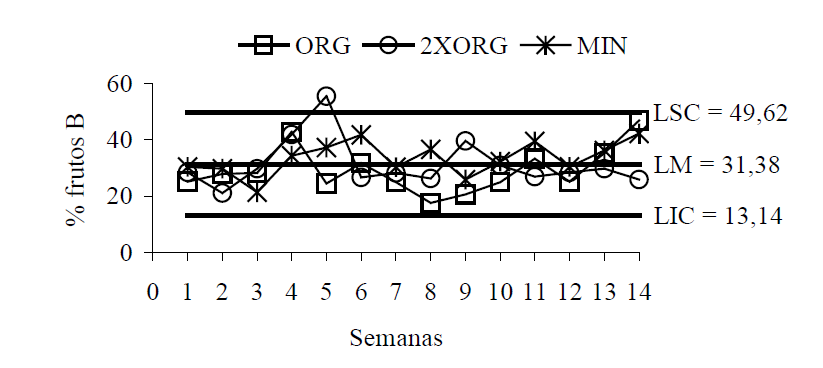 ORG 2XORG MIN
60
40
20
0
% frutos B
LSC = 49,62
LM = 31,38
LIC = 13,14
0 1 2 3 4 5 6 7 8 9 10 11 12 13 14
Semanas